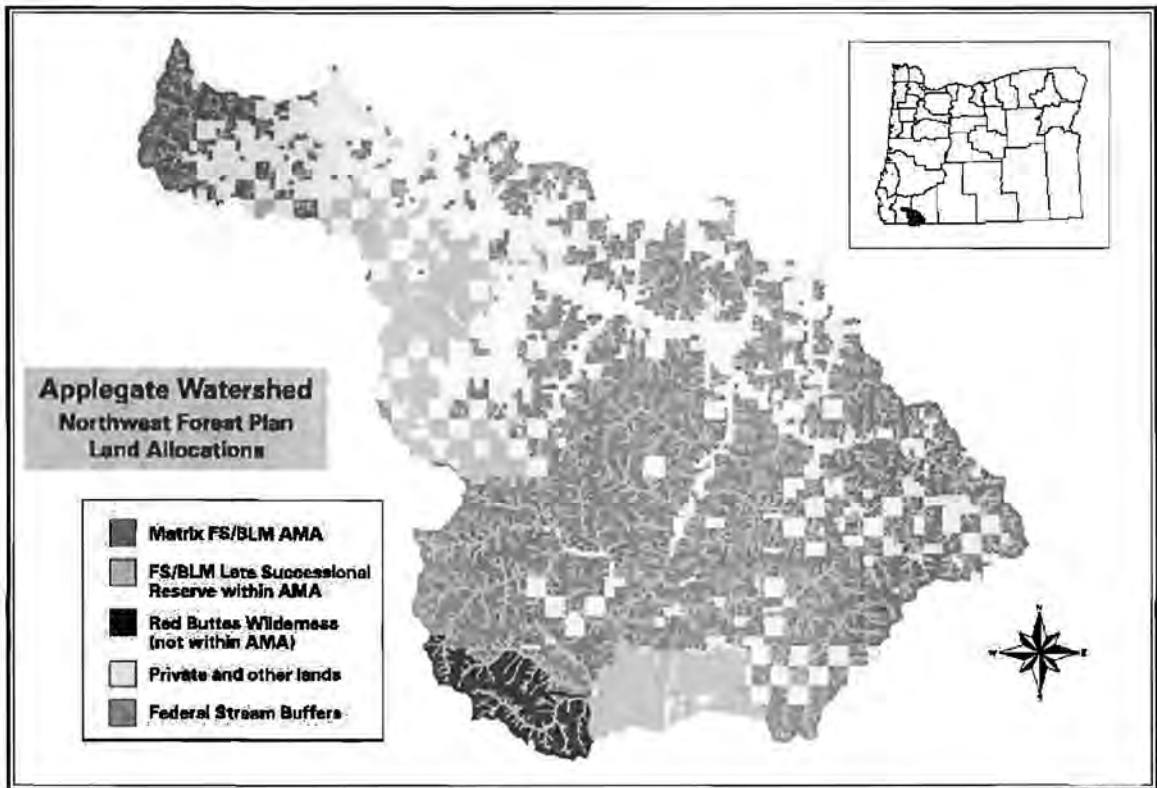 Applegate Watershed
Northwest Forest Plan
Land Allocations
Matrix FS/BLM AMA
FS/BLM Late Successional
Reserve within AMA
Red Buttes Wilderness
(not within AMA)
Private and other lands
Federal Stream Buffers
N
W
E
S